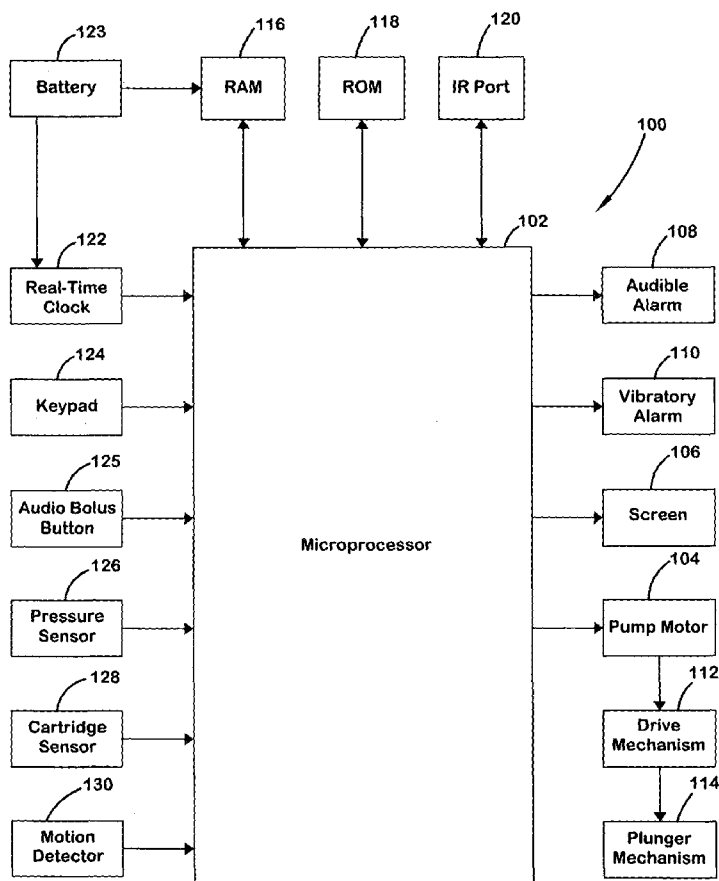 123
116
118
120
Battery
RAM
ROM
IR Port
100
102
122
108
Real-Time
Clock
Audible
Alarm
124
110
Keypad
Vibratory
Alarm
125
106
Audio Bolus
Button
Screen
Microprocessor
126
104
Pressure
Sensor
Pump Motor
128
112
Cartridge
Sensor
Drive
Mechanism
130
114
Motion
Detector
Plunger
Mechanism